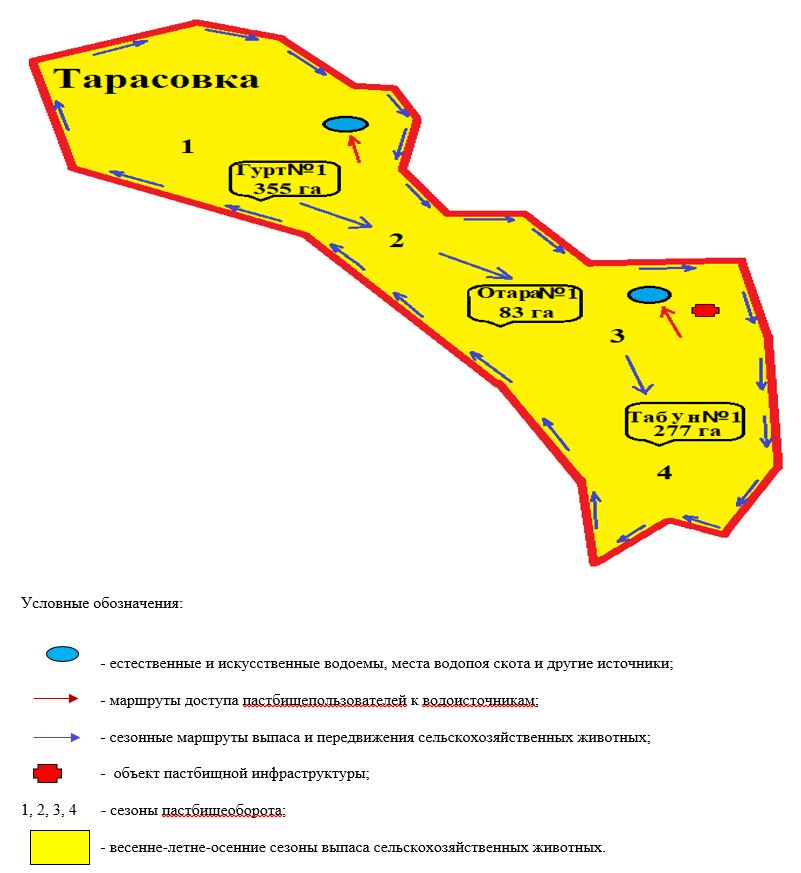 Тарасовка
1
Гурт№1
355 га
2
Отара№1
83 га
3
Табун№1
277 га
4
Условные обозначения:
- естественные и искусственные водоемы, места водопоя скота и другие источники;
- маршруты доступа пастбищепользователей к водоисточникам;
- сезонные маршруты выпаса и передвижения сельскохозяйственных животных;
- объект пастбищной инфраструктуры;
1, 2, 3, 4 - сезоны пастбищеоборота;
- весенне-летне-осенние сезоны выпаса сельскохозяйственных животных.